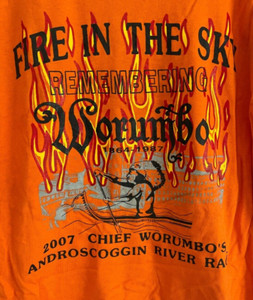 FIRE IN THE SKY
REMEMBERING
Worumbo
1864-1987
2007 CHIEF WORUMBO'S
ANDROSCOGGIN RIVER RAC